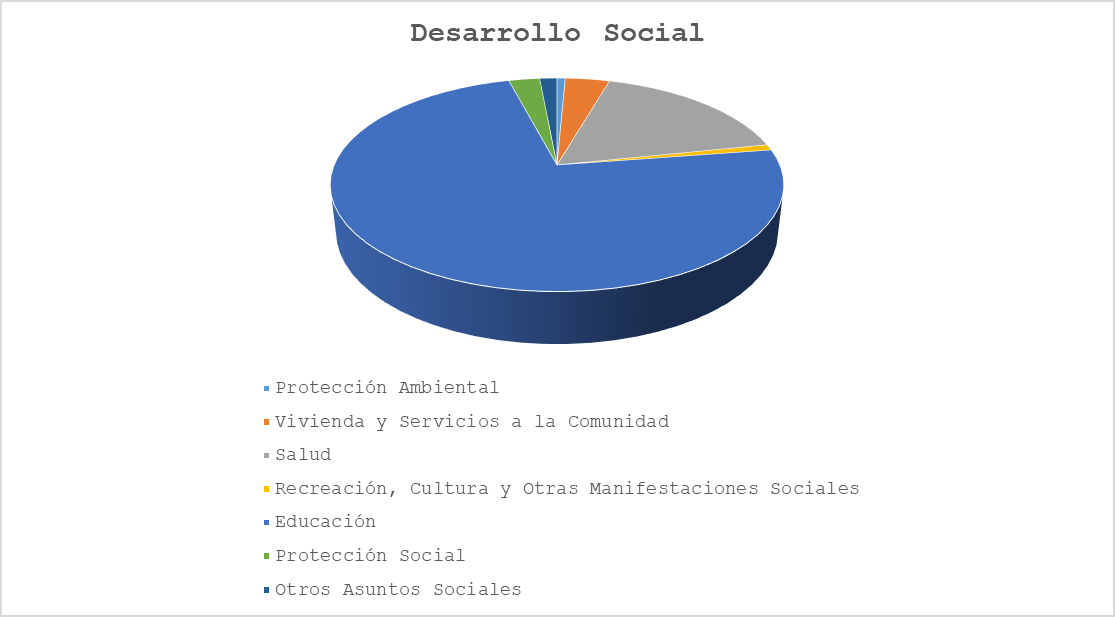 Desarrollo Social
Protección Ambiental
Vivienda y Servicios a la Comunidad
Salud
Recreación, Cultura y Otras Manifestaciones Sociales
Educación
Protección Social
Otros Asuntos Sociales